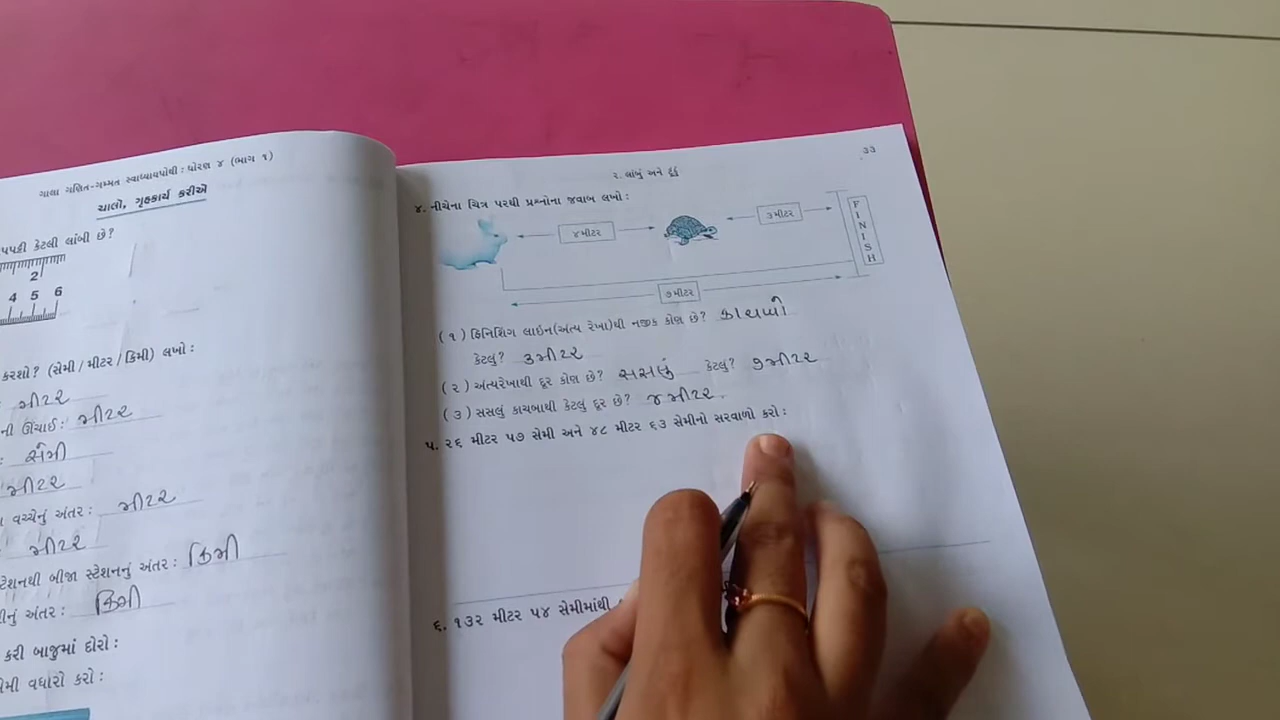 ગાલા ગણિત-ગમ્મત સ્વાધ્યાયપોથી : ધોરણ ૪ (ભાગ ૧)
ચાલો, ગૃહકાર્ય કરીએ
પપકી કેટલી લાંબી છે?
2
4 5 6
કરશો? (સેમી / મીટર / કિમી) લખો :
મીટર
ની ઊંચાઈ : મીટર
: સેમી
મીટર
વચ્ચેનું અંતર : મીટર
મીટર
સ્ટેશનથી બીજા સ્ટેશનનું અંતર : કિમી
નું અંતર : કિમી
કરી બાજુમાં દોરો :
સેમી વધારો કરો :
૨. લાંબું અને ટૂંકું
૩૩
૪. નીચેના ચિત્ર પરથી પ્રશ્નોના જવાબ લખો :
૪ મીટર
૩ મીટર
FINISH
૭ મીટર
( ૧ ) ફિનિશિંગ લાઇન(અંત્ય રેખા)થી નજીક કોણ છે? કાચબો
કેટલું? ૩ મીટર
( ૨ ) અંત્યરેખાથી દૂર કોણ છે? સસલું કેટલું? ૭ મીટર
( ૩ ) સસલું કાચબાથી કેટલું દૂર છે? ૪ મીટર.
૫. ૨૬ મીટર ૫૭ સેમી અને ૪૮ મીટર ૬૩ સેમીનો સરવાળો કરો :
૬. ૧૩૨ મીટર ૫૪ સેમીમાંથી